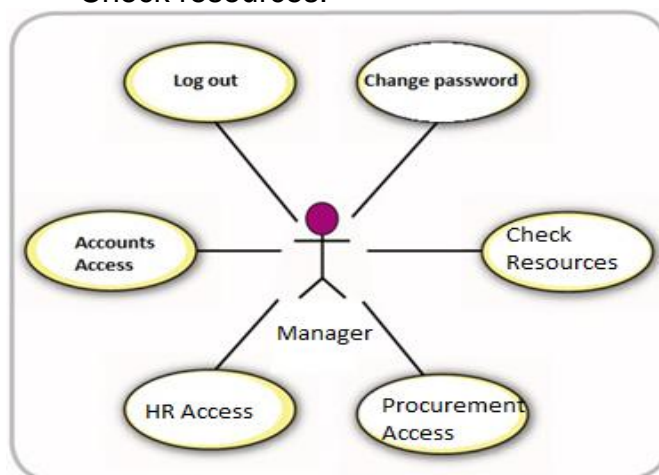 Check resources.
Log out
Change password
Accounts
Access
Check
Resources
Manager
HR Access
Procurement
Access